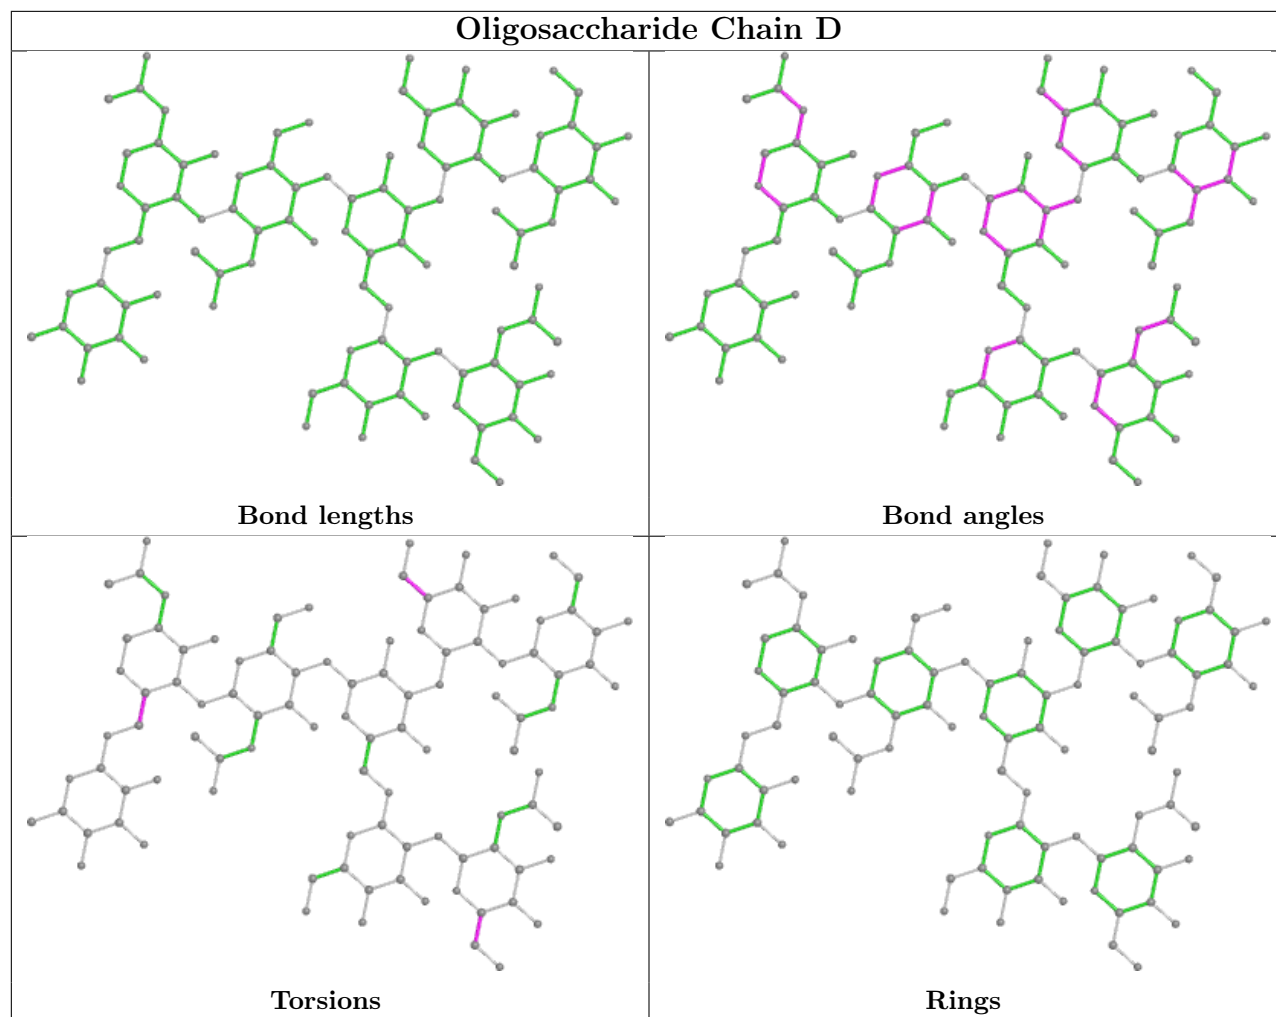 Oligosaccharide Chain D
Bond lengths
Bond angles
Torsions
Rings